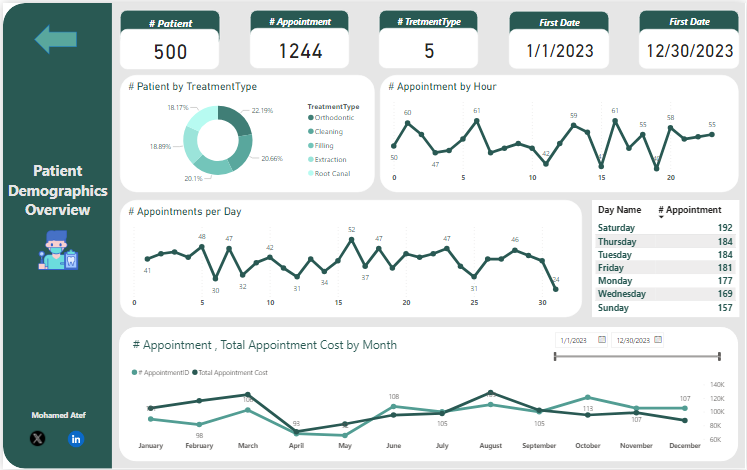 # Patient
500
# Appointment
1244
# TretmentType
5
First Date
1/1/2023
First Date
12/30/2023
Patient
Demographics
Overview
Mohamed Atef
# Patient by TreatmentType
18.17%
22.19%
18.89%
20.66%
20.1%
TreatmentType
Orthodontic
Cleaning
Filling
Extraction
Root Canal
# Appointment by Hour
50
60
47
61
42
59
61
55
58
55
0
5
10
15
20
# Appointments per Day
41
48
30
47
32
42
31
34
52
37
47
47
31
46
24
0
5
10
15
20
25
30
Day Name # Appointment
Saturday 192
Thursday 184
Tuesday 184
Friday 181
Monday 177
Wednesday 169
Sunday 157
# Appointment , Total Appointment Cost by Month
1/1/2023
12/30/2023
# AppointmentID Total Appointment Cost
98
93
108
105
105
113
107
107
140K
120K
100K
80K
60K
January February March April May June July August September October November December